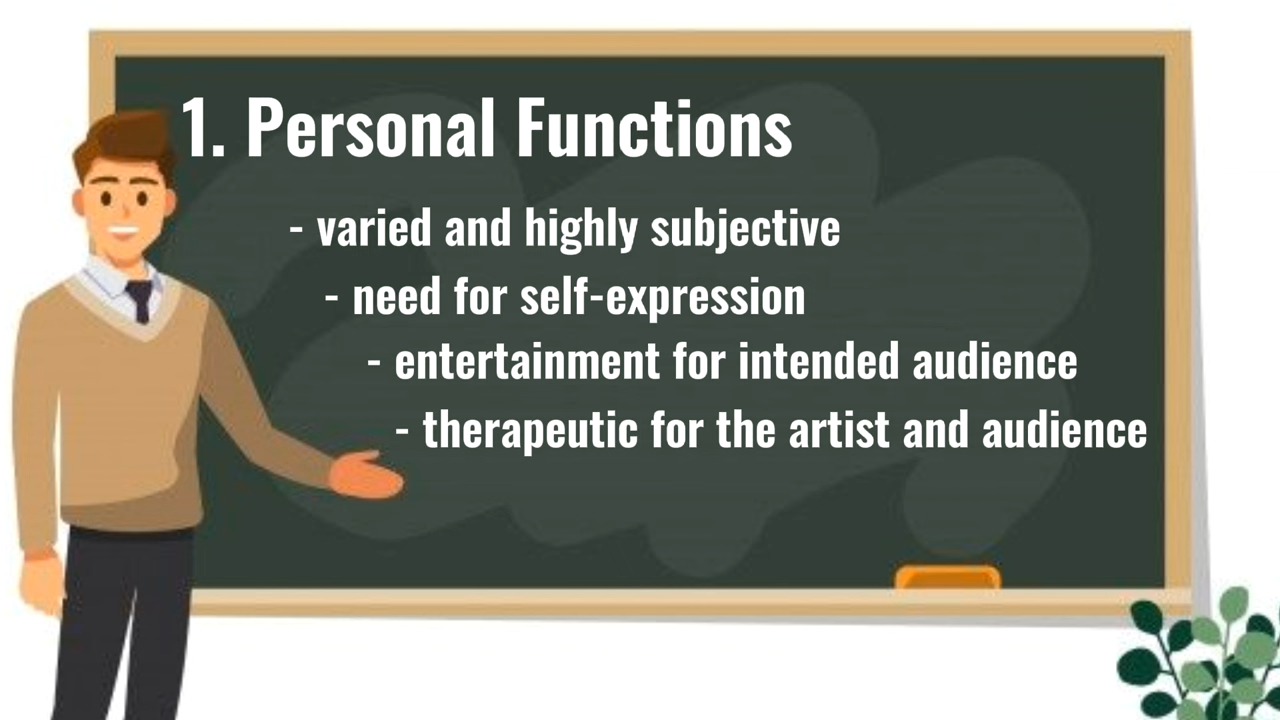 1. Personal Functions
- varied and highly subjective
- need for self-expression
- entertainment for intended audience
- therapeutic for the artist and audience